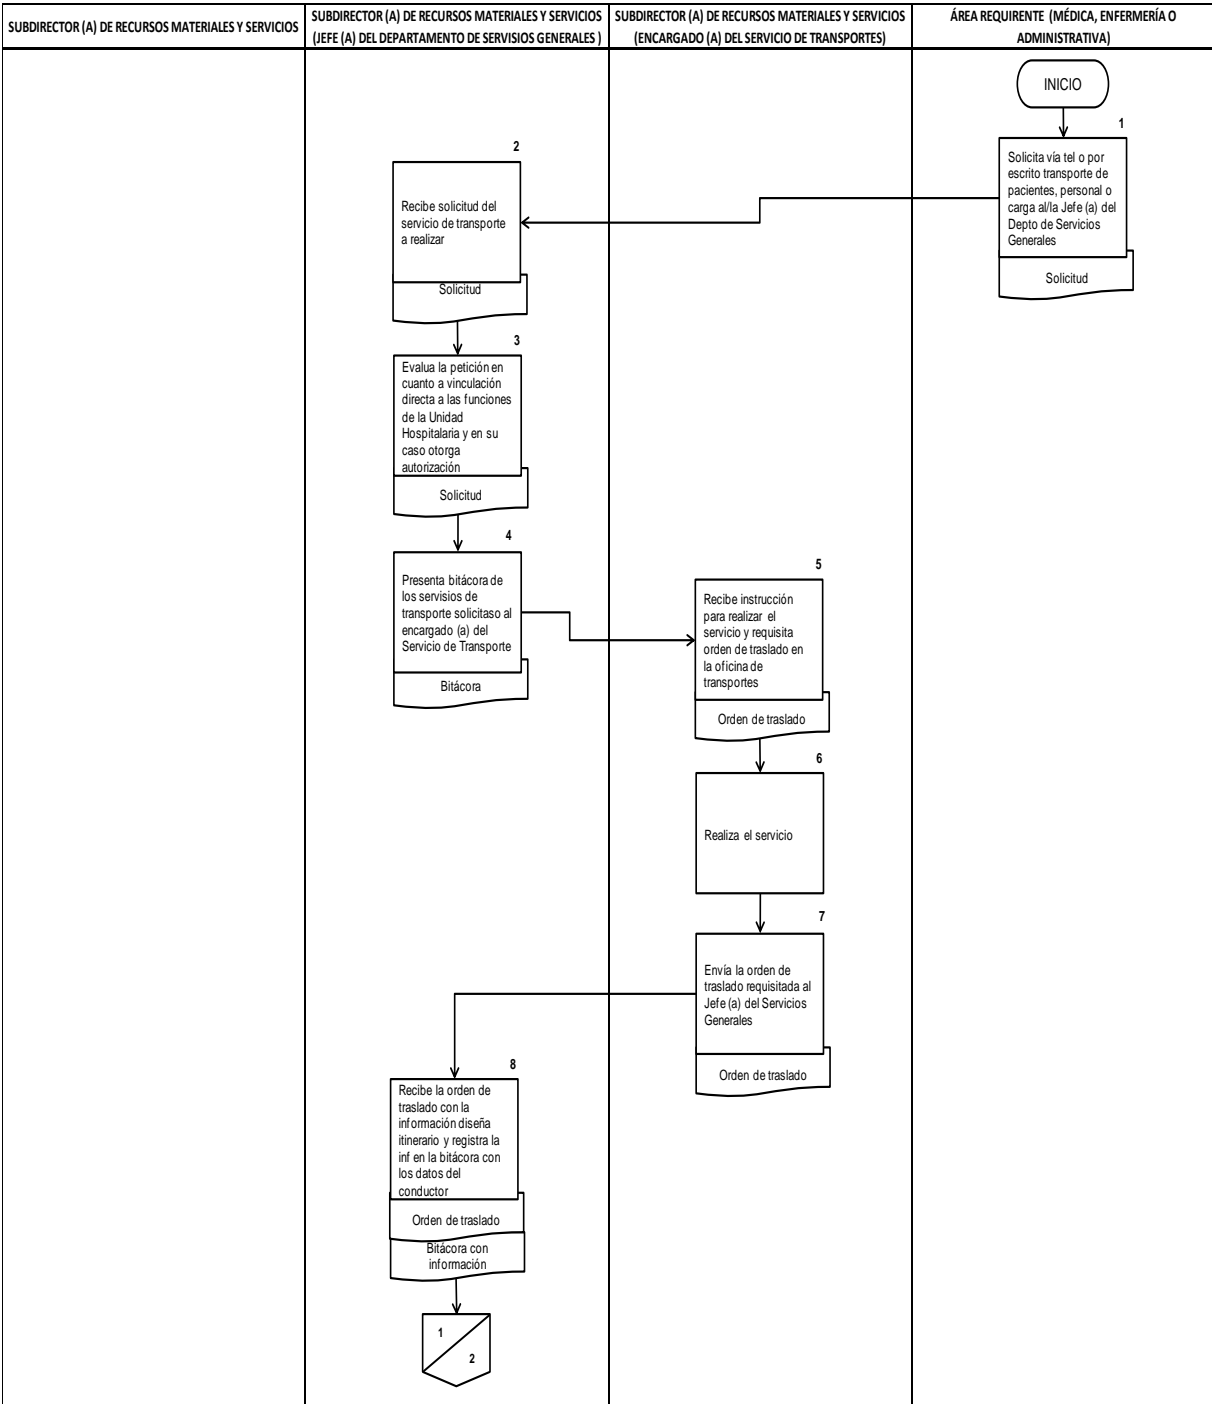 SUBDIRECTOR (A) DE RECURSOS MATERIALES Y SERVICIOS
SUBDIRECTOR (A) DE RECURSOS MATERIALES Y SERVICIOS
(JEFE (A) DEL DEPARTAMENTO DE SERVISIOS GENERALES )
SUBDIRECTOR (A) DE RECURSOS MATERIALES Y SERVICIOS
(ENCARGADO (A) DEL SERVICIO DE TRANSPORTES)
ÁREA REQUIRENTE (MÉDICA, ENFERMERÍA O
ADMINISTRATIVA)
INICIO
1
Solicita vía tel o por
escrito transporte de
pacientes, personal o
carga al/la Jefe (a) del
Depto de Servicios
Generales
Solicitud
2
Recibe solicitud del
servicio de transporte
a realizar
Solicitud
3
Evalua la petición en
cuanto a vinculación
directa a las funciones
de la Unidad
Hospitalaria y en su
caso otorga
autorización
Solicitud
4
Presenta bitácora de
los servisios de
transporte solicitaso al
encargado (a) del
Servicio de Transporte
Bitácora
5
Recibe instrucción
para realizar el
servicio y requisita
orden de traslado en
la oficina de
transportes
Orden de traslado
6
Realiza el servicio
7
Envía la orden de
traslado requisitada al
Jefe (a) del Servicios
Generales
Orden de traslado
8
Recibe la orden de
traslado con la
información diseña
itinerario y registra la
inf en la bitácora con
los datos del
conductor
Orden de traslado
Bitácora con
información
1
2